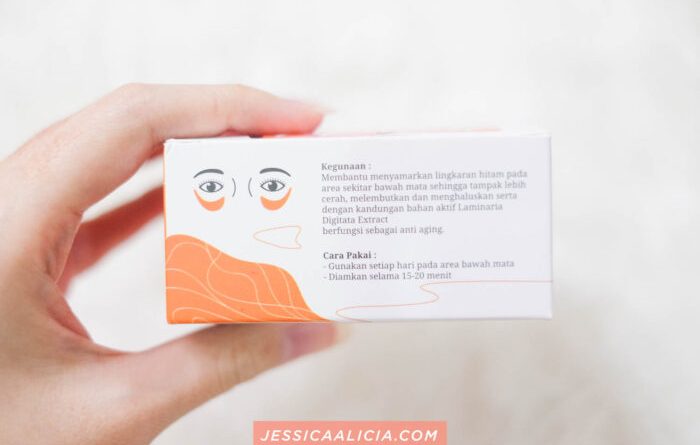 Kegunaan :
Membantu menyamarkan lingkaran hitam pada
area sekitar bawah mata sehingga tampak lebih
cerah, melembutkan dan menghaluskan serta
dengan kandungan bahan aktif Laminaria
Digitata Extract
berfungsi sebagai anti aging.
Cara Pakai :
- Gunakan setiap hari pada area bawah mata
- Diamkan selama 15-20 menit
JESSICAALICIA.COM